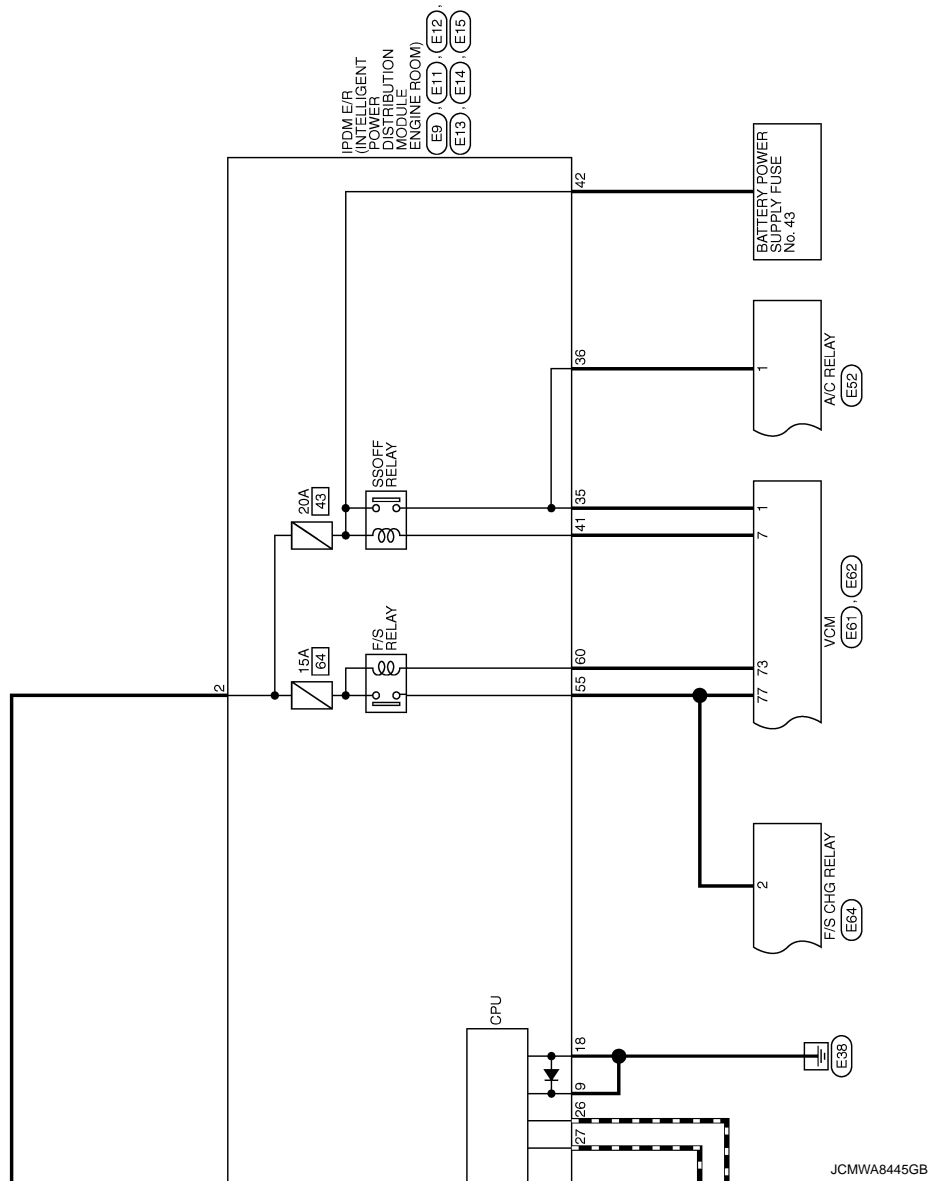 IPDM E/R
(INTELLIGENT
POWER
DISTRIBUTION
MODULE
ENGINE ROOM)
E9 , E11 , E12 ,
E13 , E14 , E15
42
BATTERY POWER
SUPPLY FUSE
No. 43
36
1
A/C RELAY
E52
20A
43
SSOFF
RELAY
35
41
1
7
VCM
E61 , E62
15A
64
F/S
RELAY
60
55
73
77
2
2
F/S CHG RELAY
E64
CPU
18
9
26
27
E38
JCMWA8445GB